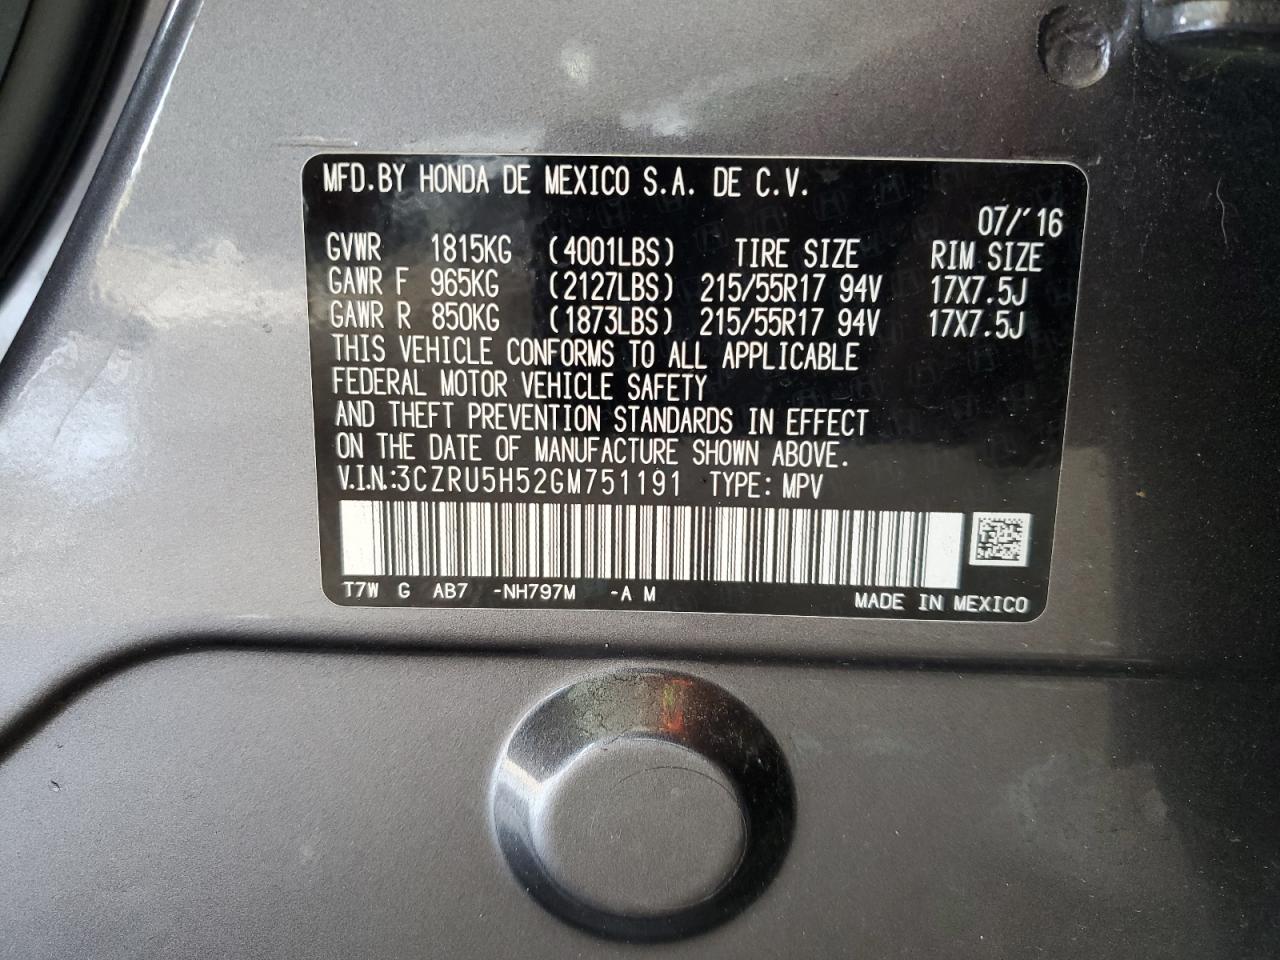 MFD.BY HONDA DE MEXICO S.A. DE C.V.
07/'16
GVWR 1815KG (4001LBS) TIRE SIZE RIM SIZE
GAWR F 965KG (2127LBS) 215/55R17 94V 17X7.5J
GAWR R 850KG (1873LBS) 215/55R17 94V 17X7.5J
THIS VEHICLE CONFORMS TO ALL APPLICABLE
FEDERAL MOTOR VEHICLE SAFETY
AND THEFT PREVENTION STANDARDS IN EFFECT
ON THE DATE OF MANUFACTURE SHOWN ABOVE.
V.I.N.:3CZRU5H52GM751191 TYPE: MPV
T7W G AB7 -NH797M -A M
MADE IN MEXICO